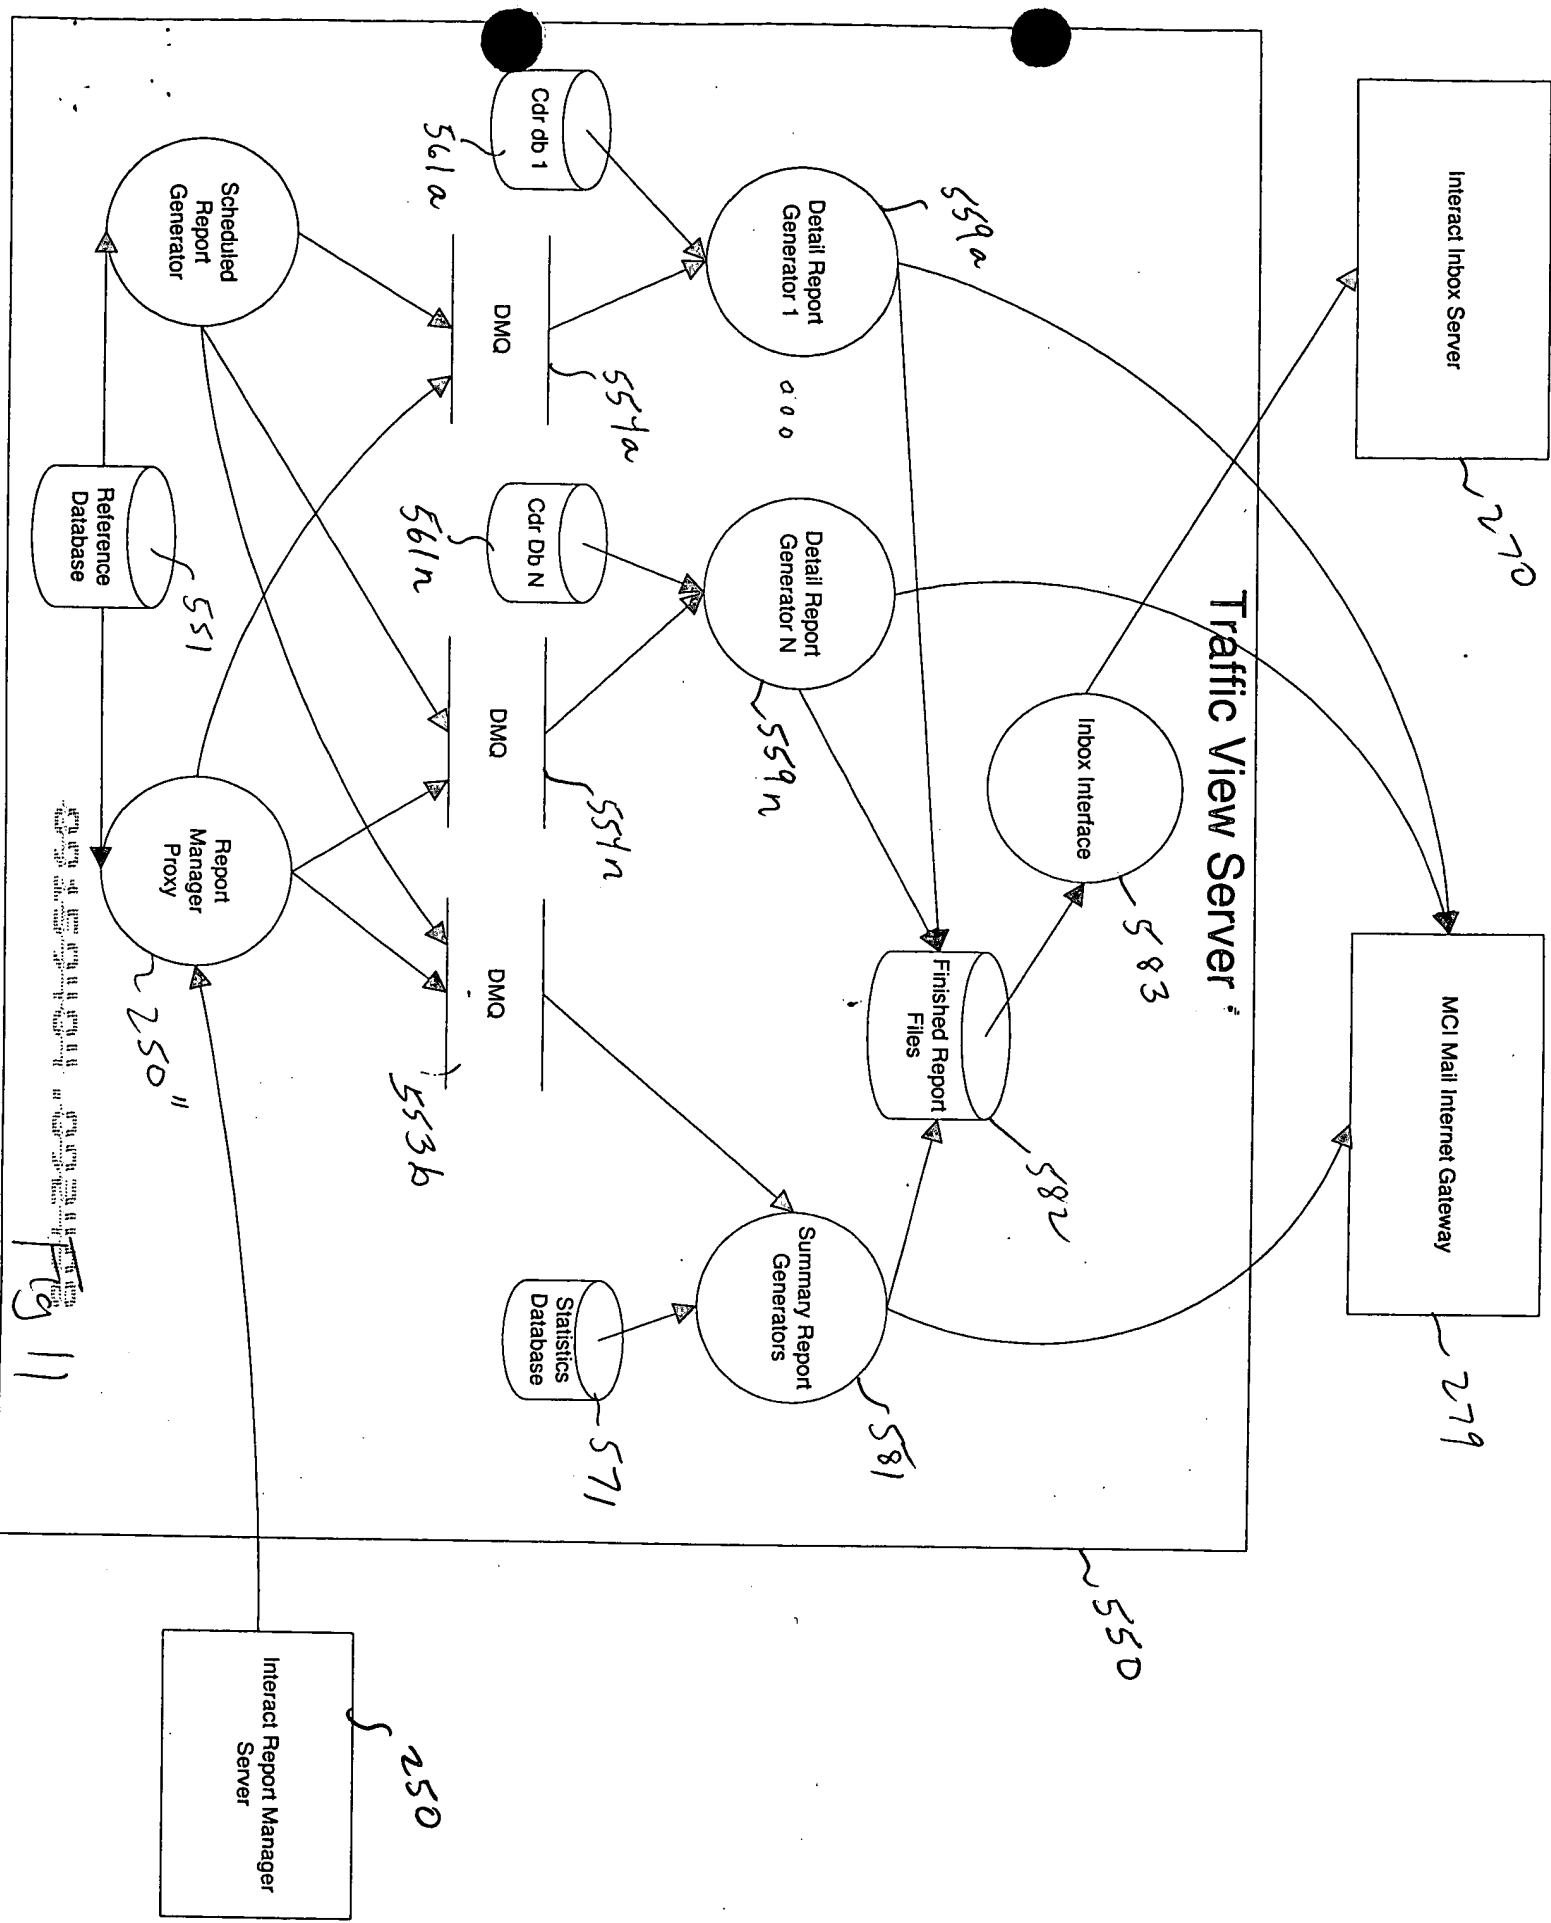 Interact Inbox Server
270
MCI Mail Internet Gateway
279
Traffic View Server
550
Inbox Interface
583
Finished Report
Files
582
559a
Detail Report
Generator 1
Detail Report
Generator N
559n
Summary Report
Generators
581
Cdr db 1
561a
DMQ
554a
Cdr Db N
561n
DMQ
554n
DMQ
553b
Statistics
Database
571
Scheduled
Report
Generator
Reference
Database
551
Report
Manager
Proxy
250"
Interact Report Manager
Server
250
Fig 11